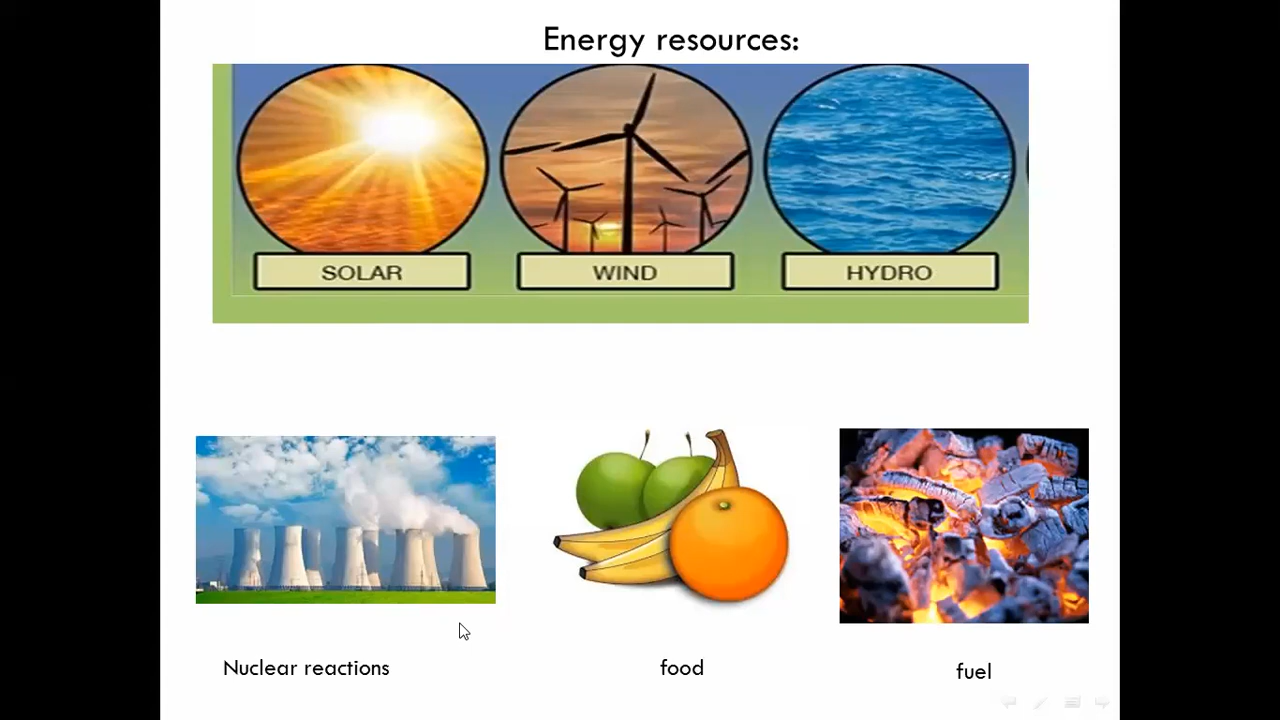 Energy resources:
SOLAR
WIND
HYDRO
Nuclear reactions
food
fuel